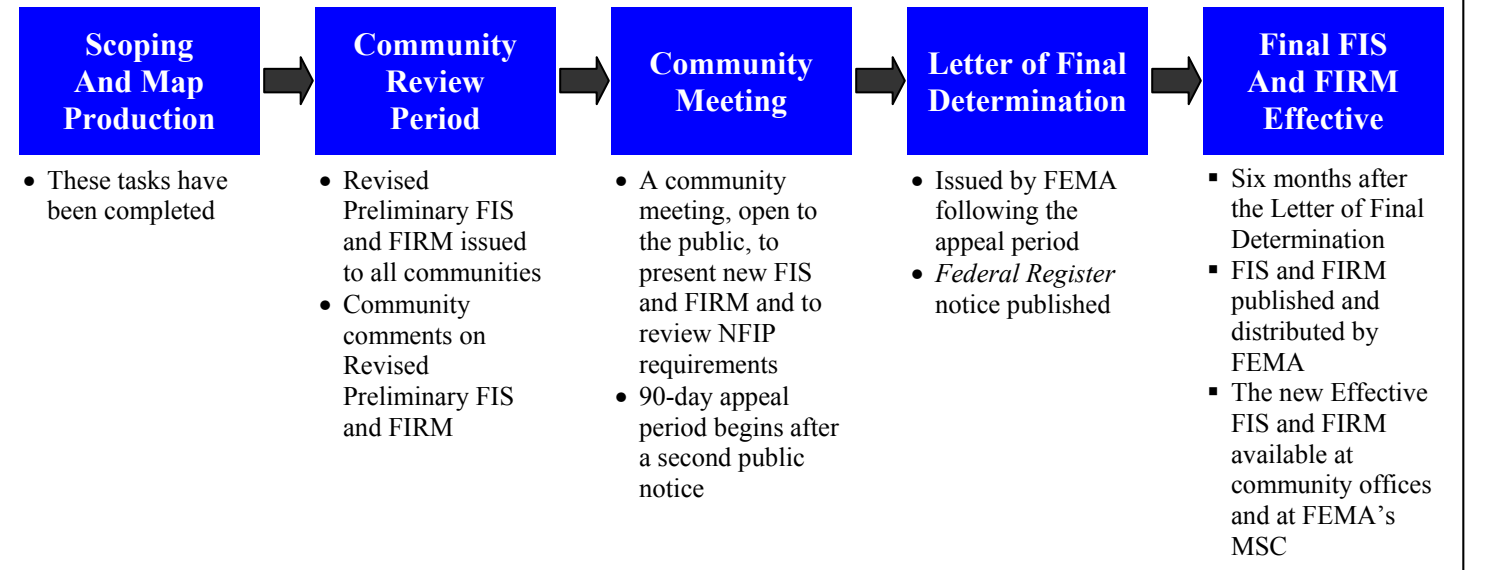 Scoping
And Map
Production
• These tasks have
been completed
Community
Review
Period
• Revised
Preliminary FIS
and FIRM issued
to all communities
• Community
comments on
Revised
Preliminary FIS
and FIRM
Community
Meeting
• A community
meeting, open to
the public, to
present new FIS
and FIRM and to
review NFIP
requirements
• 90-day appeal
period begins after
a second public
notice
Letter of Final
Determination
• Issued by FEMA
following the
appeal period
• Federal Register
notice published
Final FIS
And FIRM
Effective
▪ Six months after
the Letter of Final
Determination
▪ FIS and FIRM
published and
distributed by
FEMA
▪ The new Effective
FIS and FIRM
available at
community offices
and at FEMA’s
MSC